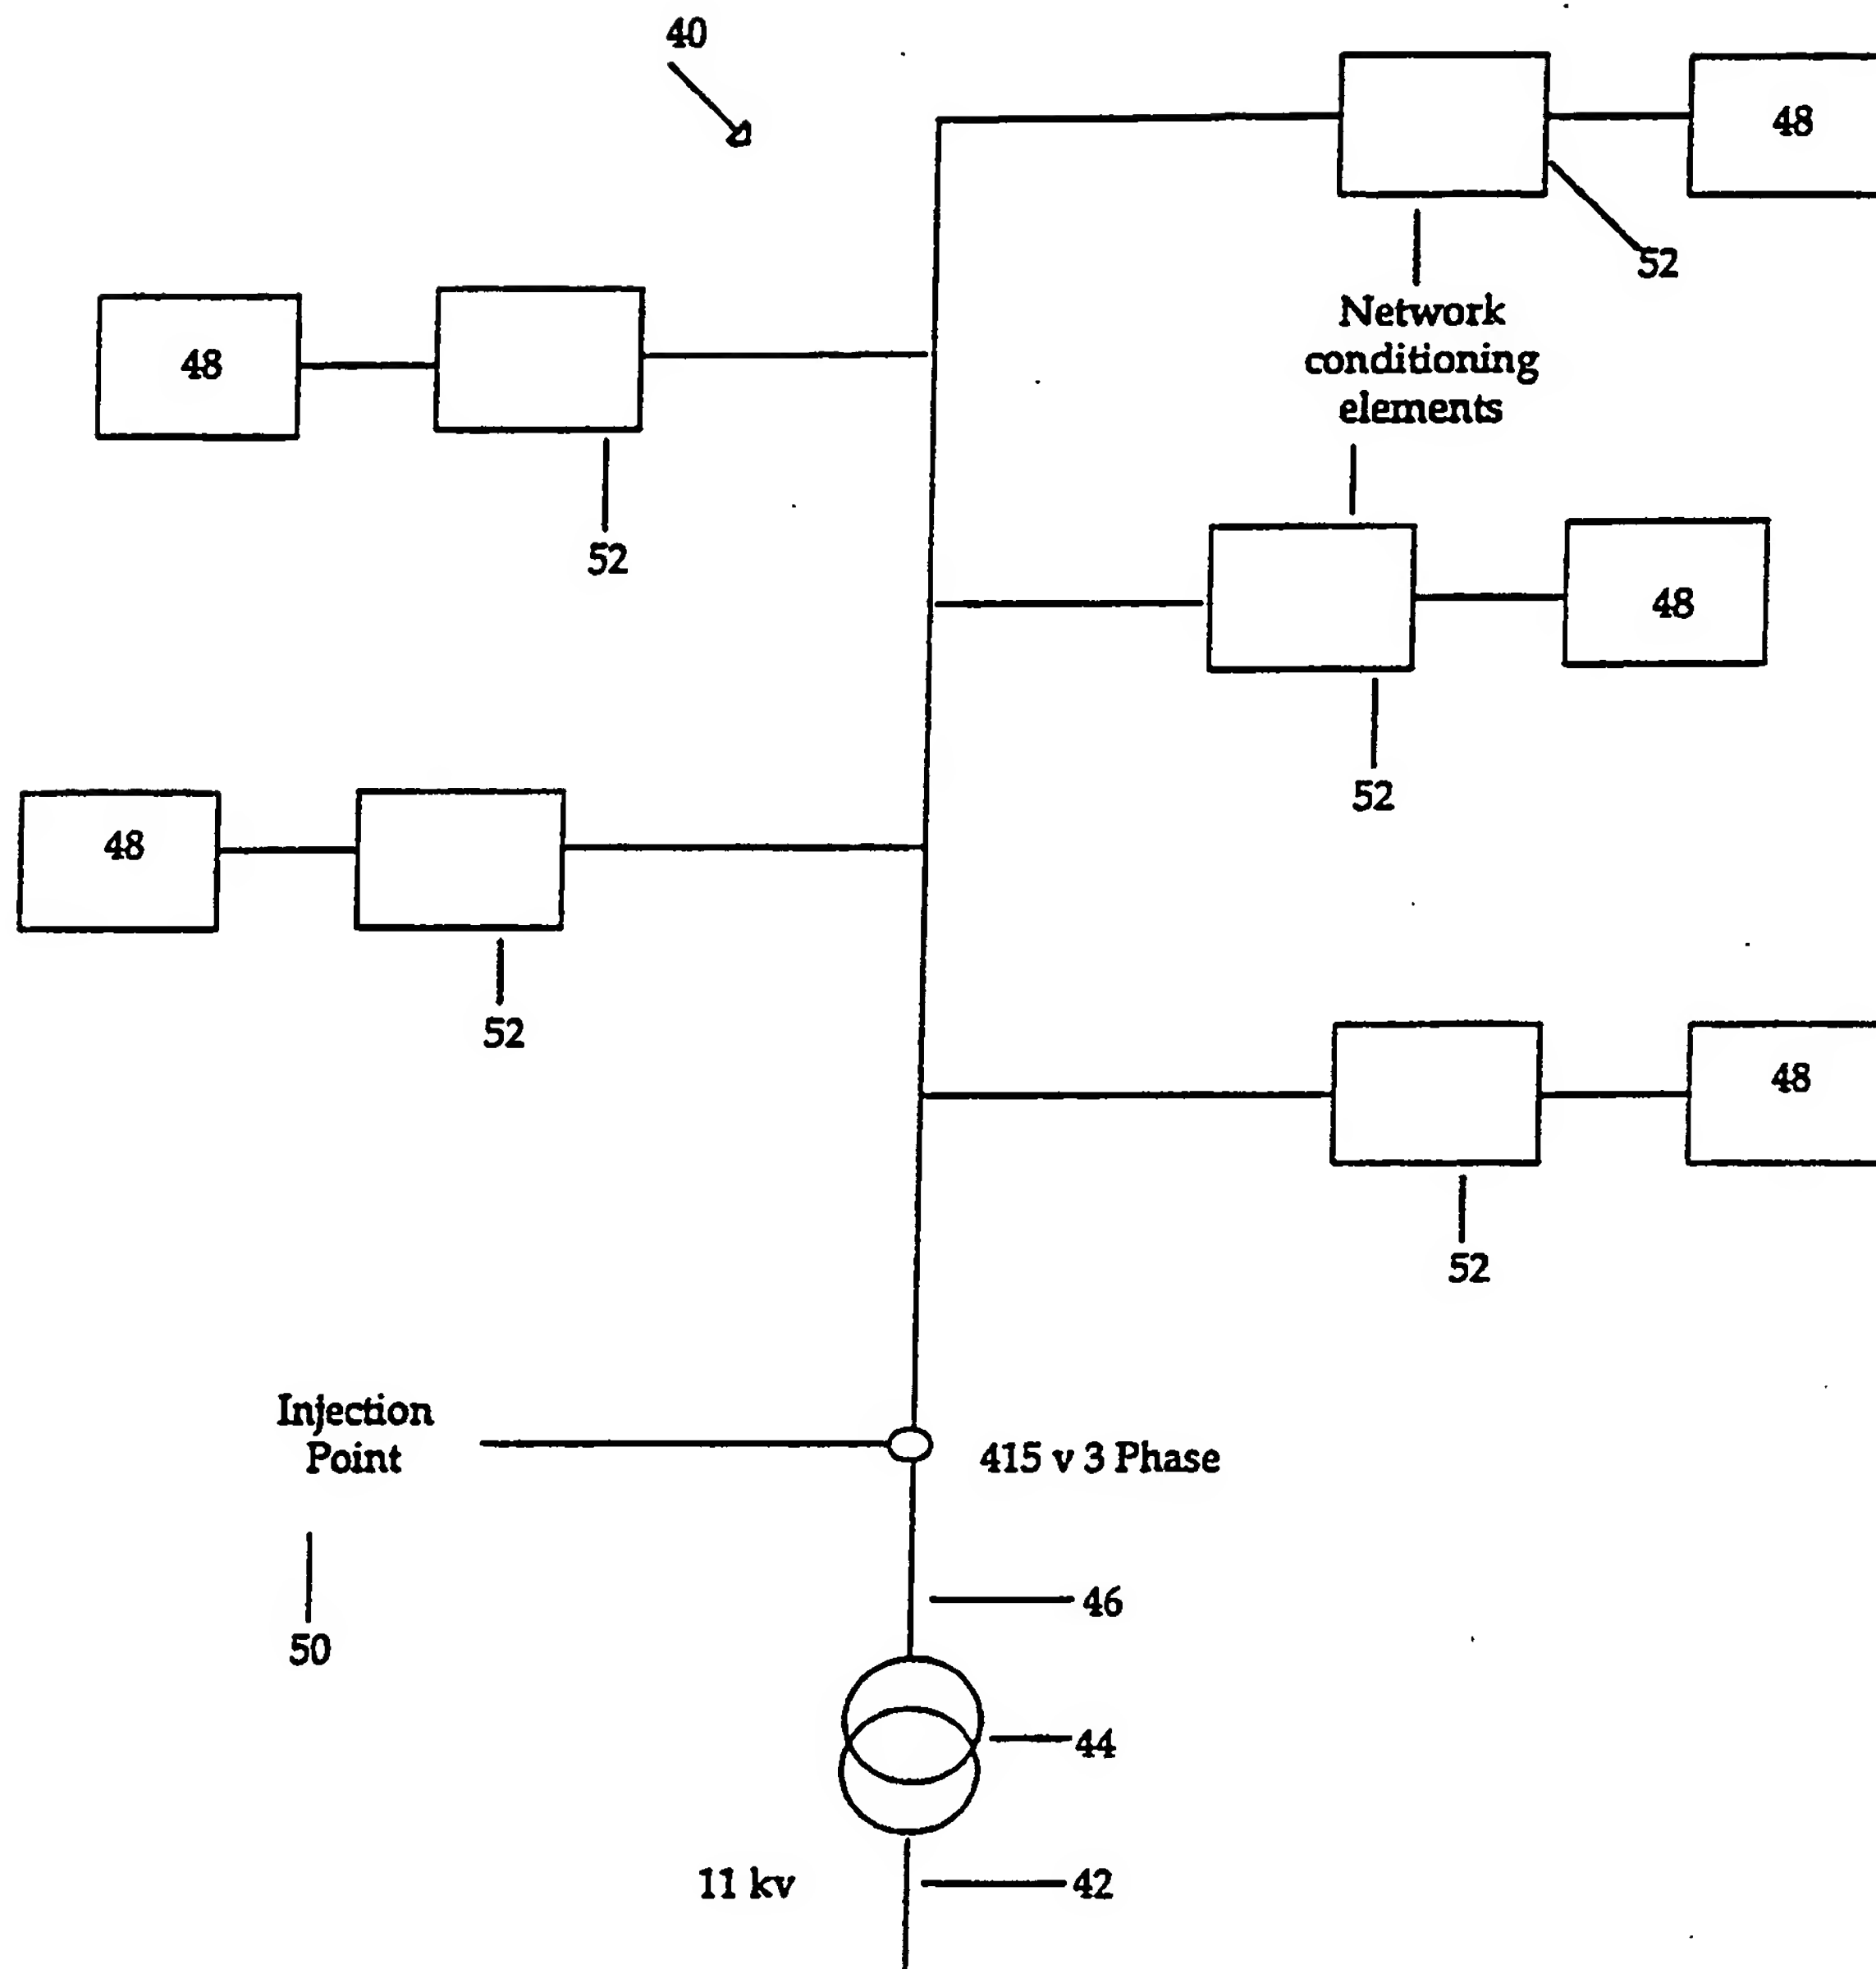 40
48
52
Network
conditioning
elements
48
52
48
52
48
52
48
52
Injection
Point
415 v 3 Phase
46
50
44
11 kv
42